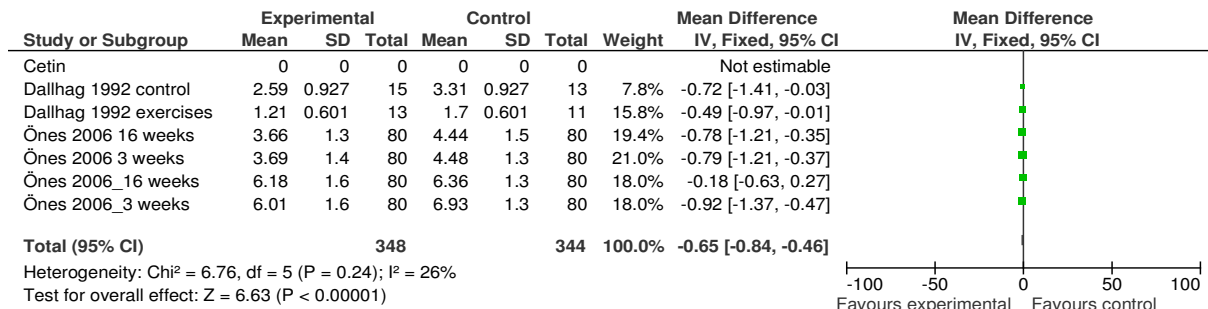 Experimental Control Mean Difference Mean Difference
Study or Subgroup Mean SD Total Mean SD Total Weight IV, Fixed, 95% CI IV, Fixed, 95% CI
Cetin 0 0 0 0 0 0 Not estimable
Dallhag 1992 control 2.59 0.927 15 3.31 0.927 13 7.8% -0.72 [-1.41, -0.03]
Dallhag 1992 exercises 1.21 0.601 13 1.7 0.601 11 15.8% -0.49 [-0.97, -0.01]
Önes 2006 16 weeks 3.66 1.3 80 4.44 1.5 80 19.4% -0.78 [-1.21, -0.35]
Önes 2006 3 weeks 3.69 1.4 80 4.48 1.3 80 21.0% -0.79 [-1.21, -0.37]
Önes 2006_16 weeks 6.18 1.6 80 6.36 1.3 80 18.0% -0.18 [-0.63, 0.27]
Önes 2006_3 weeks 6.01 1.6 80 6.93 1.3 80 18.0% -0.92 [-1.37, -0.47]
Total (95% CI) 348 344 100.0% -0.65 [-0.84, -0.46]
Heterogeneity: Chi² = 6.76, df = 5 (P = 0.24); I² = 26%
Test for overall effect: Z = 6.63 (P < 0.00001)
-100 -50 0 50 100
Favours experimental Favours control